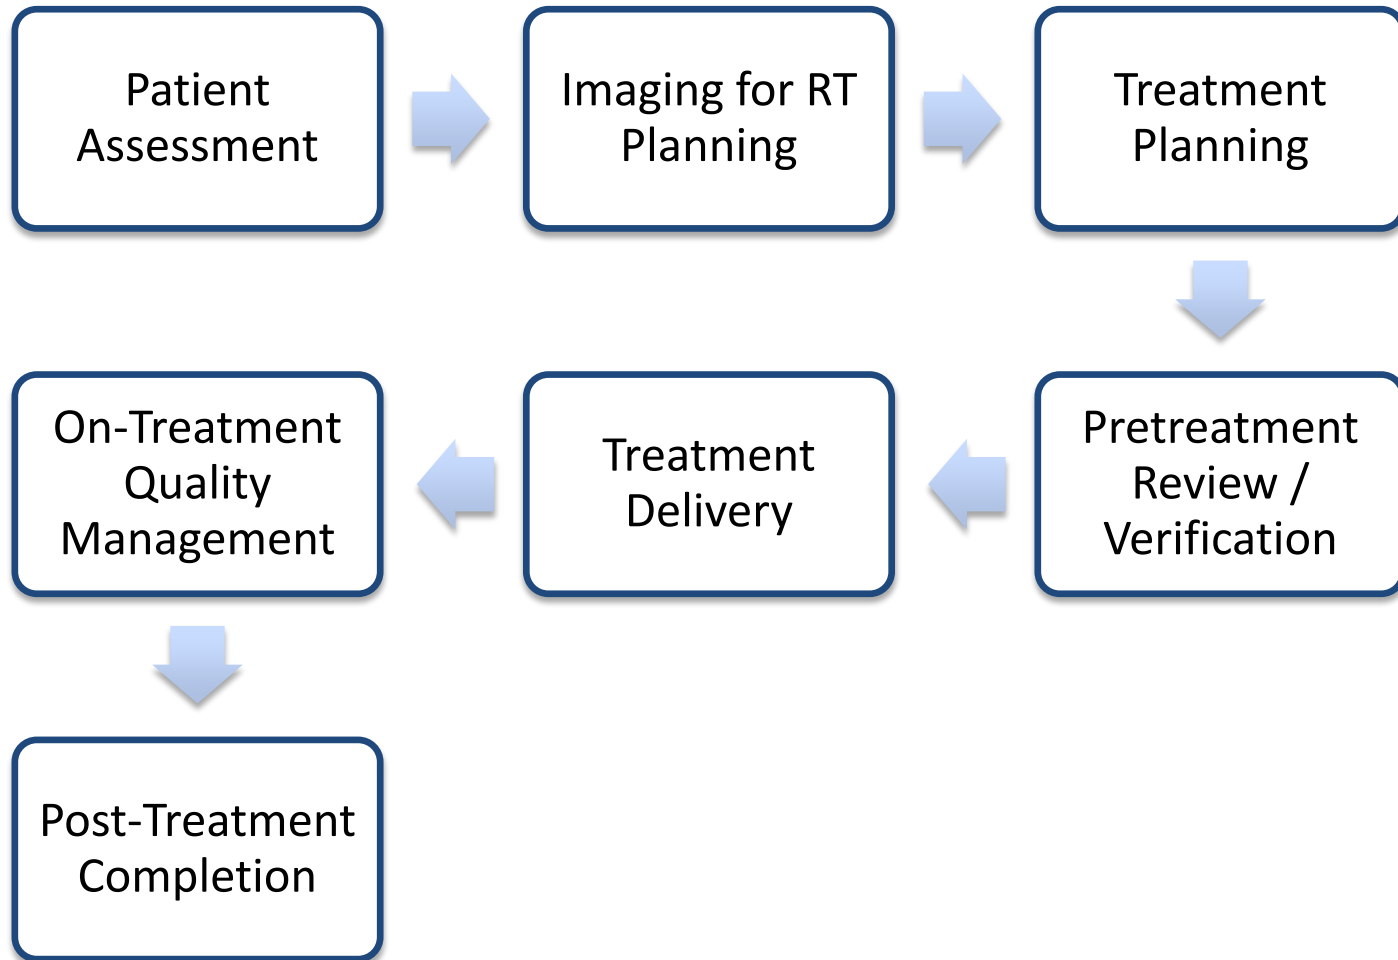 Patient
Assessment
Imaging for RT
Planning
Treatment
Planning
Pretreatment
Review /
Verification
Treatment
Delivery
On-Treatment
Quality
Management
Post-Treatment
Completion